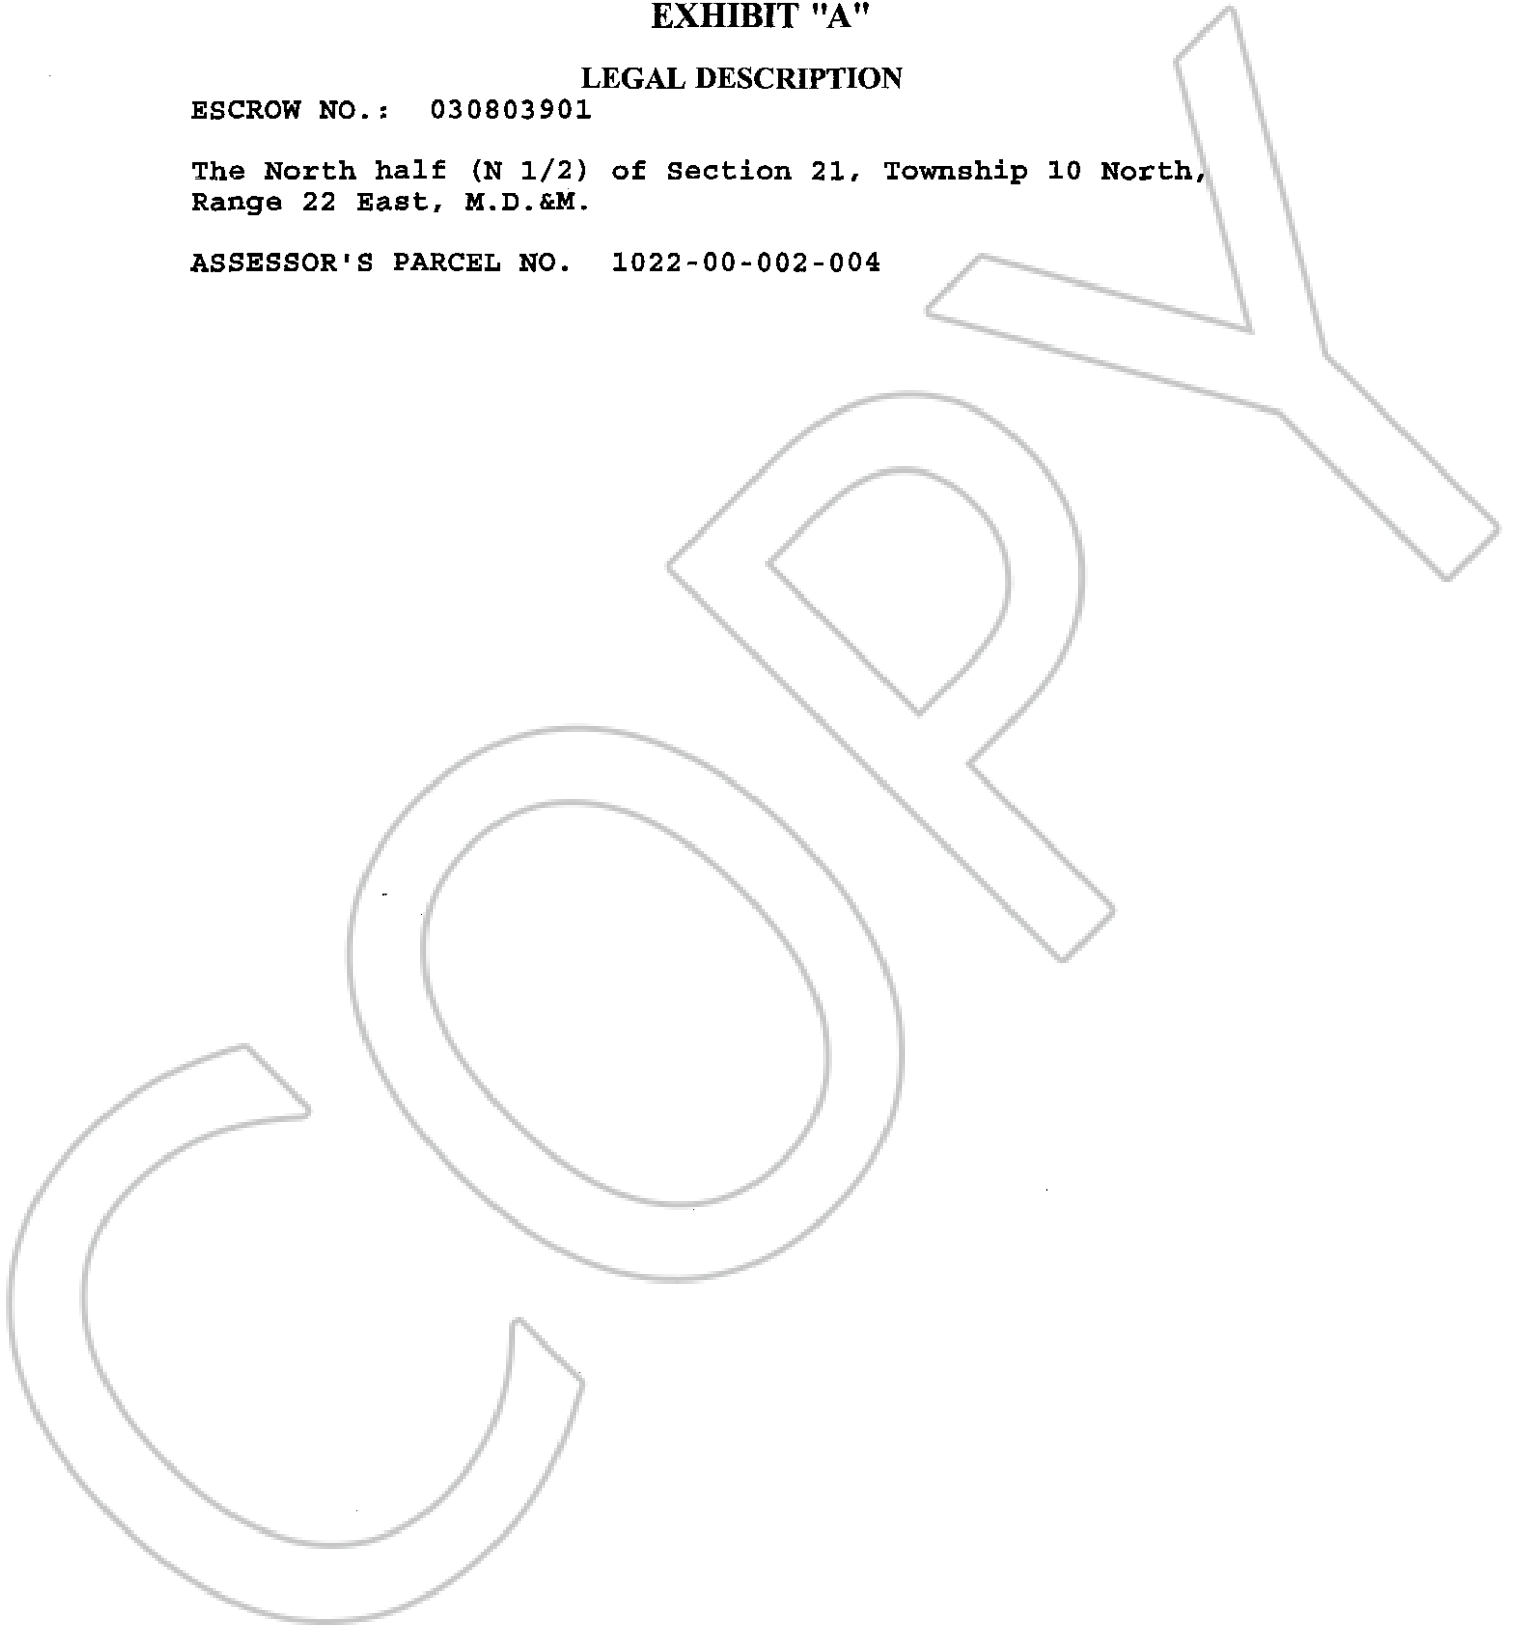 EXHIBIT "A"
LEGAL DESCRIPTION
ESCROW NO.: 030803901
The North half (N 1/2) of Section 21, Township 10 North,
Range 22 East, M.D.&M.
ASSESSOR'S PARCEL NO. 1022-00-002-004
COPY